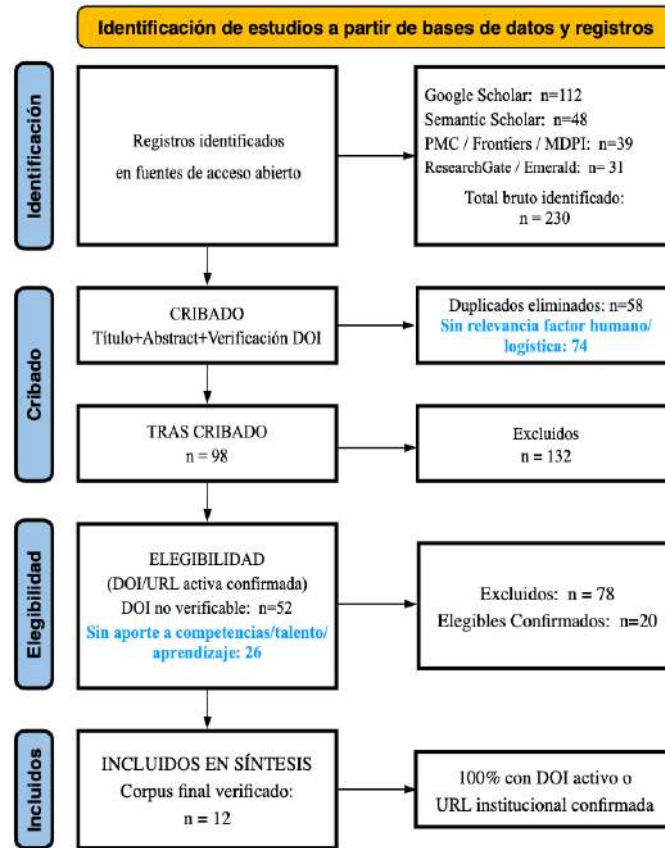 Identificación de estudios a partir de bases de datos y registros
Identificación
Registros identificados
en fuentes de acceso abierto
Google Scholar: n=112
Semantic Scholar: n=48
PMC / Frontiers / MDPI: n=39
ResearchGate / Emerald: n= 31
Total bruto identificado:
n = 230
Cribado
CRIBADO
Título+Abstract+Verificación DOI
Duplicados eliminados: n=58
Sin relevancia factor humano/
logística: 74
TRAS CRIBADO
n = 98
Excluidos
n = 132
Elegibilidad
ELEGIBILIDAD
(DOI/URL activa confirmada)
DOI no verificable: n=52
Sin aporte a competencias/talento/
aprendizaje: 26
Excluidos: n = 78
Elegibles Confirmados: n=20
Incluidos
INCLUIDOS EN SÍNTESIS
Corpus final verificado:
n = 12
100% con DOI activo o
URL institucional confirmada